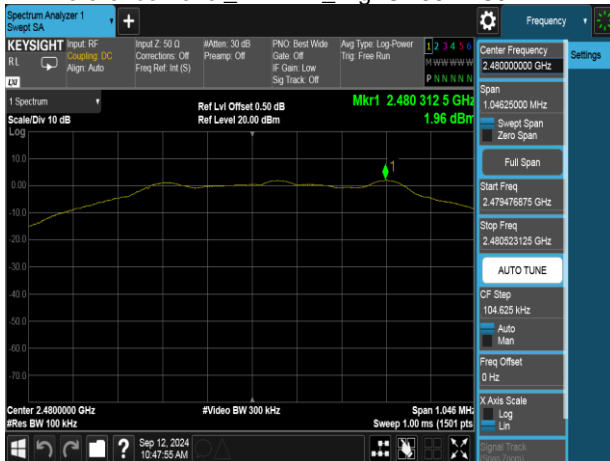 Spectrum Analyzer 1
Swept SA
+
Frequency
KEYSIGHT
RL
LXI
Input: RF
Coupling: DC
Align: Auto
Input Z: 50 Ω
Corrections: Off
Freq Ref: Int (S)
#Atten: 30 dB
Preamp: Off
PNO: Best Wide
Gate: Off
IF Gain: Low
Sig Track: Off
Avg Type: Log-Power
Trig: Free Run
1 2 3 4 5 6
M W W W W W
P N N N N N
1 Spectrum
Scale/Div 10 dB
Log
Ref Lvl Offset 0.50 dB
Ref Level 20.00 dBm
Mkr1 2.480 312 5 GHz
1.96 dBm
1
10.0
0.00
-10.0
-20.0
-30.0
-40.0
-50.0
-60.0
-70.0
Center 2.4800000 GHz
#Res BW 100 kHz
#Video BW 300 kHz
Span 1.046 MHz
Sweep 1.00 ms (1501 pts
Sep 12, 2024
10:47:55 AM
?
Center Frequency
2.480000000 GHz
Settings
Span
1.04625000 MHz
Swept Span
Zero Span
Full Span
Start Freq
2.479476875 GHz
Stop Freq
2.480523125 GHz
AUTO TUNE
CF Step
104.625 kHz
Auto
Man
Freq Offset
0 Hz
X Axis Scale
Log
Lin
Signal Track
(Span Zoom)